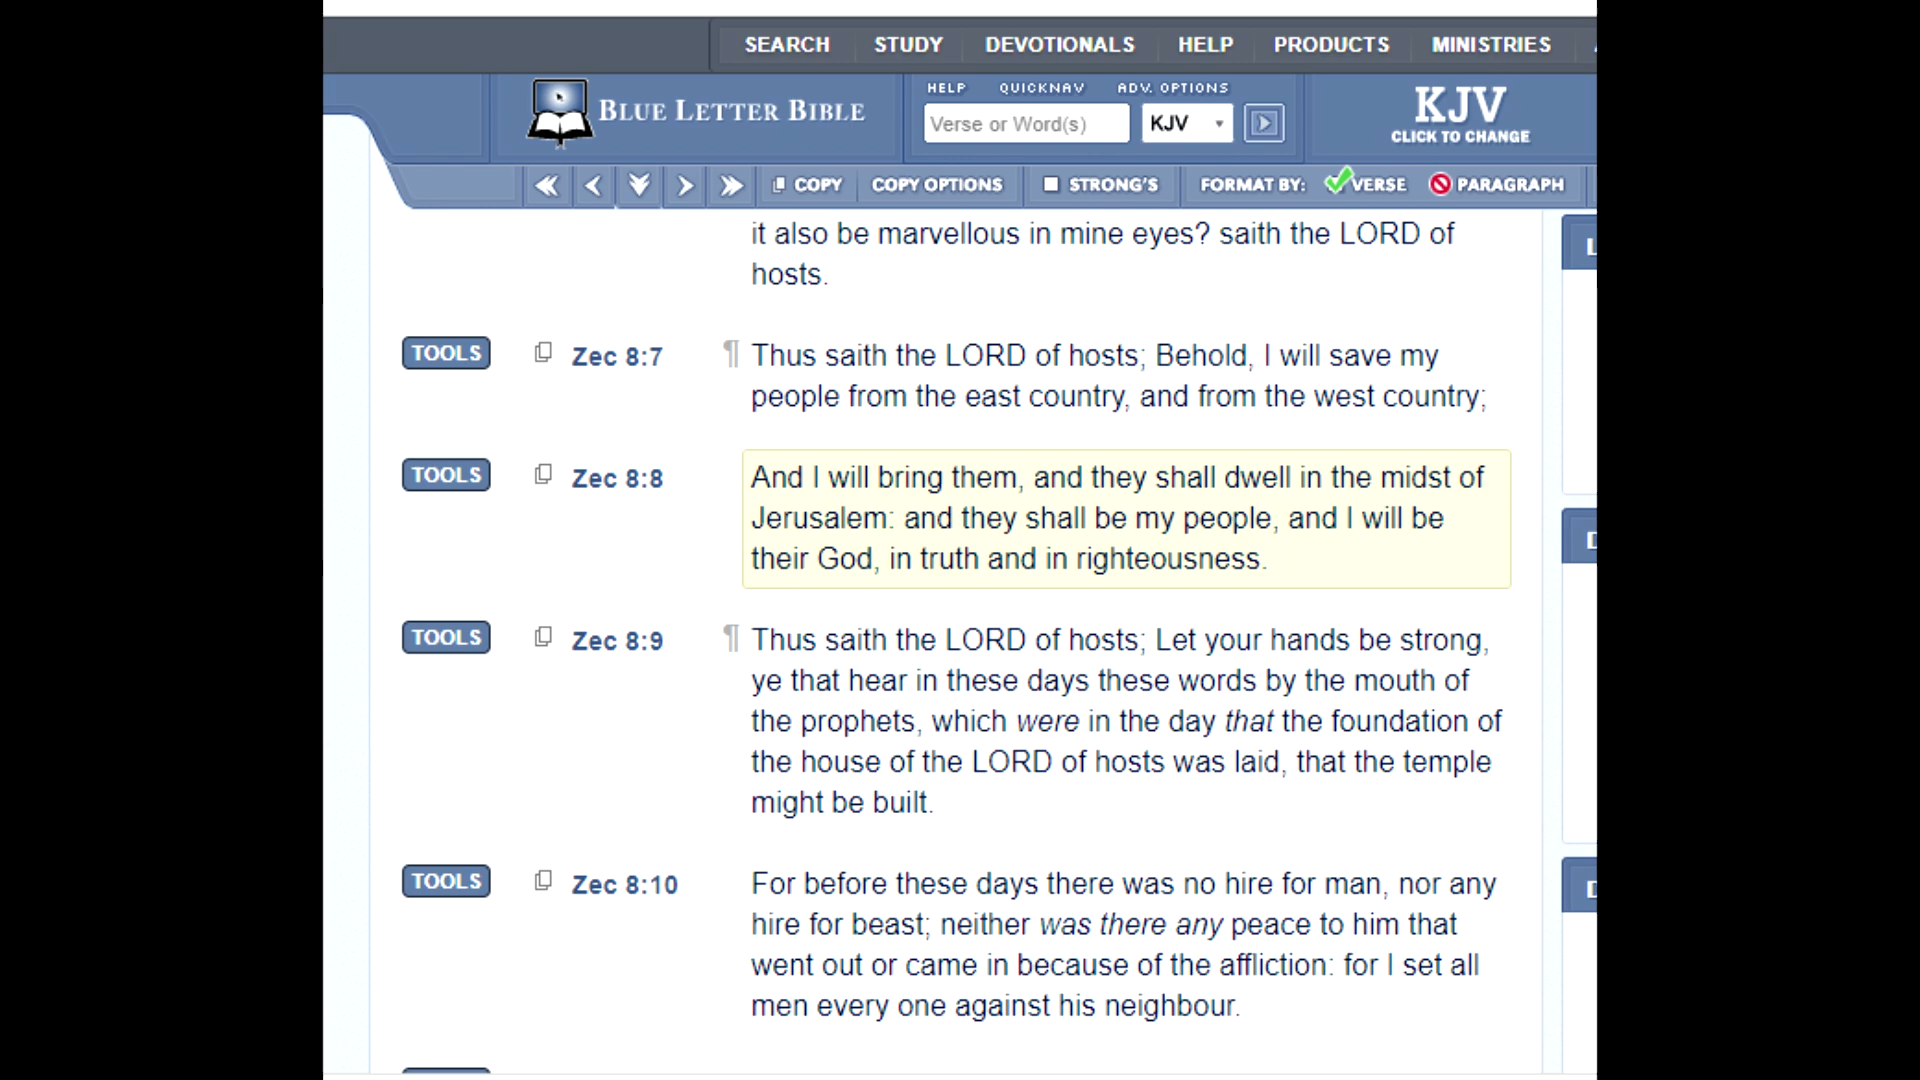 SEARCH STUDY DEVOTIONALS HELP PRODUCTS MINISTRIES
HELP QUICKNAV ADV. OPTIONS
BLUE LETTER BIBLE
Verse or Word(s) KJV
KJV
CLICK TO CHANGE
COPY COPY OPTIONS STRONG'S FORMAT BY: VERSE PARAGRAPH
it also be marvellous in mine eyes? saith the LORD of
hosts.
TOOLS Zec 8:7 ¶ Thus saith the LORD of hosts; Behold, I will save my
people from the east country, and from the west country;
TOOLS Zec 8:8 And I will bring them, and they shall dwell in the midst of
Jerusalem: and they shall be my people, and I will be
their God, in truth and in righteousness.
TOOLS Zec 8:9 ¶ Thus saith the LORD of hosts; Let your hands be strong,
ye that hear in these days these words by the mouth of
the prophets, which were in the day that the foundation of
the house of the LORD of hosts was laid, that the temple
might be built.
TOOLS Zec 8:10 For before these days there was no hire for man, nor any
hire for beast; neither was there any peace to him that
went out or came in because of the affliction: for I set all
men every one against his neighbour.